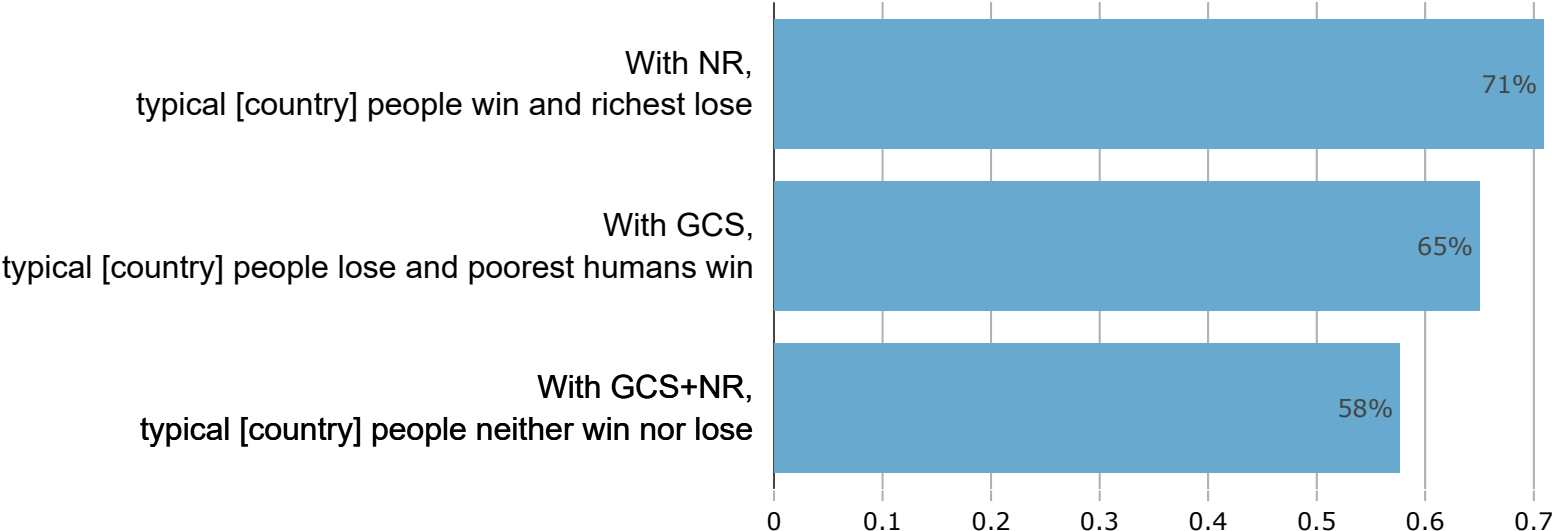 With NR,
typical [country] people win and richest lose
71%
With GCS,
typical [country] people lose and poorest humans win
65%
With GCS+NR,
typical [country] people neither win nor lose
58%
0 0.1 0.2 0.3 0.4 0.5 0.6 0.7